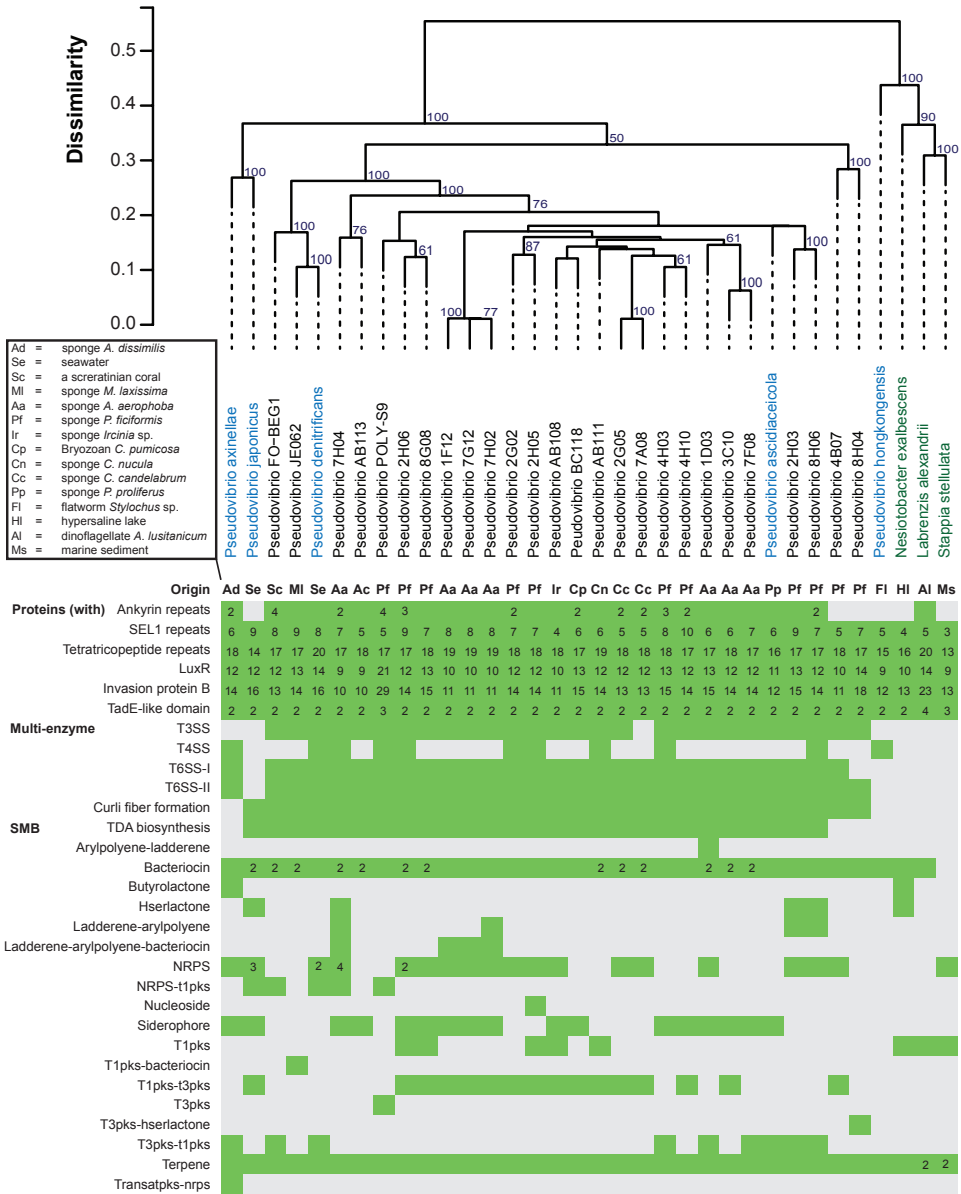 Dissimilarity
0.5
0.4
0.3
0.2
0.1
0.0
100
90
100
100
50
100
100
100
100
76
100
76
100
61
87
61
100
61
100
77
100
100
Ad = sponge A. dissimilis
Se = seawater
Sc = a screratinian coral
Ml = sponge M. laxissima
Aa = sponge A. aerophoba
Pf = sponge P. ficiformis
Ir = sponge Ircinia sp.
Cp = Bryozoan C. pumicosa
Cn = sponge C. nucula
Cc = sponge C. candelabrum
Pp = sponge P. proliferus
Fl = flatworm Stylochus sp.
Hl = hypersaline lake
Al = dinoflagellate A. lusitanicum
Ms = marine sediment
Pseudovibrio axinellae
Pseudovibrio japonicus
Pseudovibrio FO−BEG1
Pseudovibrio JE062
Pseudovibrio denitrificans
Pseudovibrio 7H04
Pseudovibrio AB113
Pseudovibrio POLY-S9
Pseudovibrio 2H06
Pseudovibrio 8G08
Pseudovibrio 1F12
Pseudovibrio 7G12
Pseudovibrio 7H02
Pseudovibrio 2G02
Pseudovibrio 2H05
Pseudovibrio AB108
Peudovibrio BC118
Pseudovibrio AB111
Pseudovibrio 2G05
Pseudovibrio 7A08
Pseudovibrio 4H03
Pseudovibrio 4H10
Pseudovibrio 1D03
Pseudovibrio 3C10
Pseudovibrio 7F08
Pseudovibrio ascidiaceicola
Pseudovibrio 2H03
Pseudovibrio 8H06
Pseudovibrio 4B07
Pseudovibrio 8H04
Pseudovibrio hongkongensis
Nesiotobacter exalbescens
Labrenzis alexandrii
Stappia stellulata
Origin Ad Se Sc Ml Se Aa Ac Pf Pf Pf Aa Aa Aa Pf Pf Ir Cp Cn Cc Cc Pf Pf Aa Aa Aa Pp Pf Pf Pf Pf Fl Hl Al Ms
Proteins (with) Ankyrin repeats 2 4 2 4 3 2 2 2 2 3 2 2
SEL1 repeats 6 9 8 9 8 7 5 5 9 7 8 8 8 7 7 4 6 6 5 5 8 10 6 6 7 6 9 7 5 7 5 4 5 3
Tetratricopeptide repeats 18 14 17 17 20 17 18 17 17 18 19 19 19 18 18 17 17 17 18 18 17 17 17 17 17 16 17 17 17 18 15 16 20 13
LuxR 12 12 12 13 14 9 9 21 12 13 10 10 10 12 12 10 13 12 12 12 12 12 13 12 12 11 13 12 10 14 9 10 14 9
Invasion protein B 14 16 13 14 16 10 10 29 14 15 11 11 11 14 14 11 15 14 13 13 15 14 15 14 14 12 15 14 11 18 12 13 23 13
TadE-like domain 2 2 2 2 2 2 2 3 2 2 2 2 2 2 2 2 2 2 2 2 2 2 2 2 2 2 2 2 2 2 2 2 4 3
Multi-enzyme T3SS
T4SS
T6SS-I
T6SS-II
Curli fiber formation
SMB TDA biosynthesis
Arylpolyene-ladderene
Bacteriocin 2 2 2 2 2 2 2 2 2 2 2 2 2
Butyrolactone
Hserlactone
Ladderene-arylpolyene
Ladderene-arylpolyene-bacteriocin
NRPS 3 2 4 2
NRPS-t1pks
Nucleoside
Siderophore
T1pks
T1pks-bacteriocin
T1pks-t3pks
T3pks
T3pks-hserlactone
T3pks-t1pks
Terpene 2 2
Transatpks-nrps